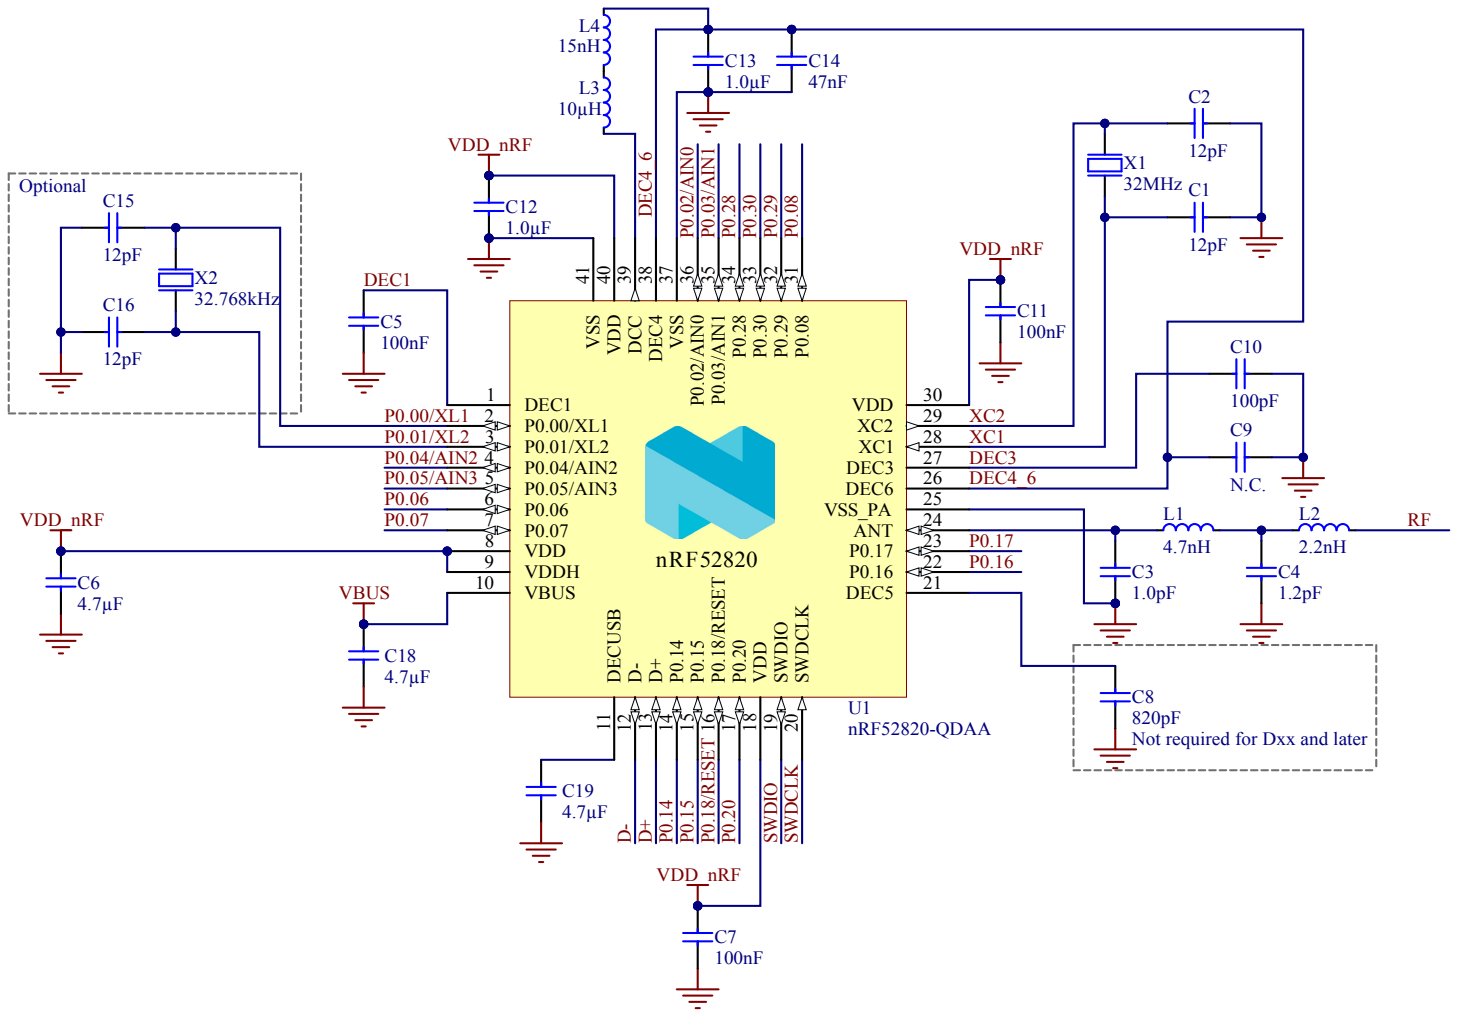 L4
15nH
L3
10µH
C13
1.0µF
C14
47nF
VDD_nRF
C12
1.0µF
DEC4_6
P0.02/AIN0
P0.03/AIN1
P0.28
P0.30
P0.29
P0.08
C2
12pF
X1
32MHz
C1
12pF
Optional
C15
12pF
X2
32.768kHz
C16
12pF
DEC1
C5
100nF
VDD_nRF
C11
100nF
C10
100pF
C9
N.C.
41
40
39
38
37
36
35
34
33
32
31
VSS
VDD
DCC
DEC4
VSS
P0.02/AIN0
P0.03/AIN1
P0.28
P0.30
P0.29
P0.08
1 DEC1
P0.00/XL1 2 P0.00/XL1
P0.01/XL2 3 P0.01/XL2
P0.04/AIN2 4 P0.04/AIN2
P0.05/AIN3 5 P0.05/AIN3
P0.06 6 P0.06
P0.07 7 P0.07
8 VDD
9 VDDH
10 VBUS
nRF52820
VDD 30
XC2 29 XC2
XC1 28 XC1
DEC3 27 DEC3
DEC6 26 DEC4_6
VSS_PA 25
ANT 24
P0.17 23 P0.17
P0.16 22 P0.16
DEC5 21
L1
4.7nH
L2
2.2nH
RF
C3
1.0pF
C4
1.2pF
VDD_nRF
C6
4.7µF
VBUS
C18
4.7µF
DECUSB
D-
D+
P0.14
P0.15
P0.18/RESET
P0.20
VDD
SWDIO
SWDCLK
11
12
13
14
15
16
17
18
19
20
U1
nRF52820-QDAA
C8
820pF
Not required for Dxx and later
C19
4.7µF
D-
D+
P0.14
P0.15
P0.18/RESET
P0.20
SWDIO
SWDCLK
VDD_nRF
C7
100nF